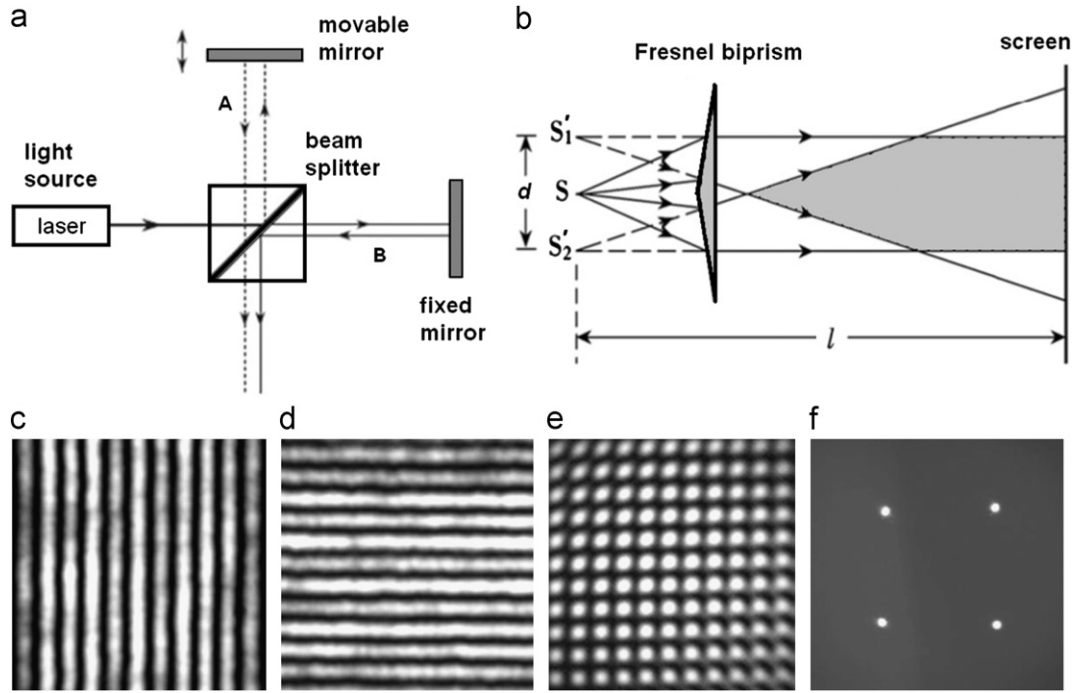 a
movable
mirror
A
beam
splitter
light
source
laser
B
fixed
mirror
b
Fresnel biprism
screen
S′1
d
S
S′2
l
c
d
e
f